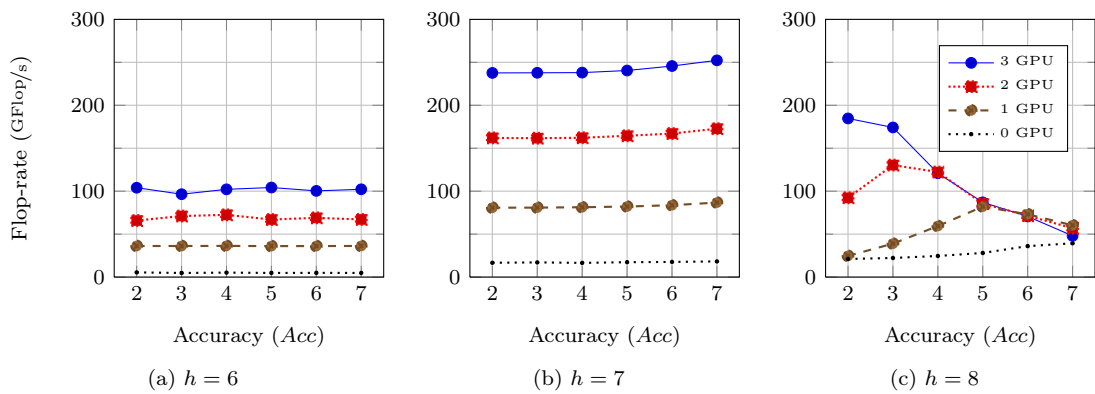 Flop-rate (GFlop/s)
300
200
100
0
2 3 4 5 6 7
Accuracy (Acc)
(a) h = 6
300
200
100
0
2 3 4 5 6 7
Accuracy (Acc)
(b) h = 7
300
200
100
0
3 GPU
2 GPU
1 GPU
0 GPU
2 3 4 5 6 7
Accuracy (Acc)
(c) h = 8